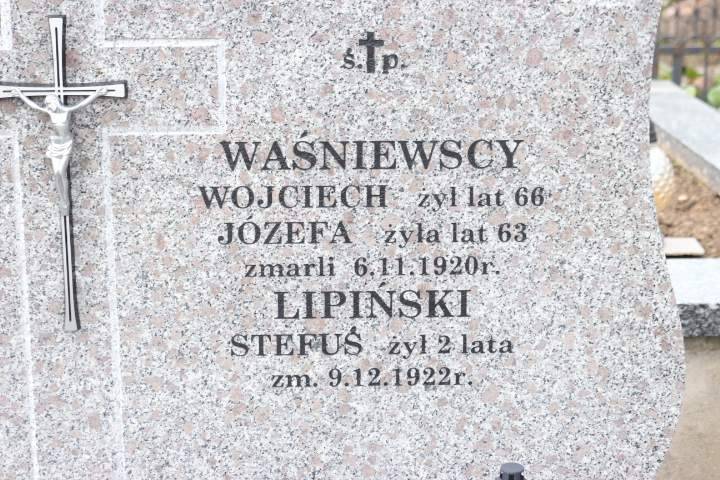 ś. p.
WAŚNIEWSCY
WOJCIECH żył lat 66
JÓZEFA żyła lat 63
zmarli 6.11.1920r.
LIPIŃSKI
STEFUŚ żył 2 lata
zm. 9.12.1922r.